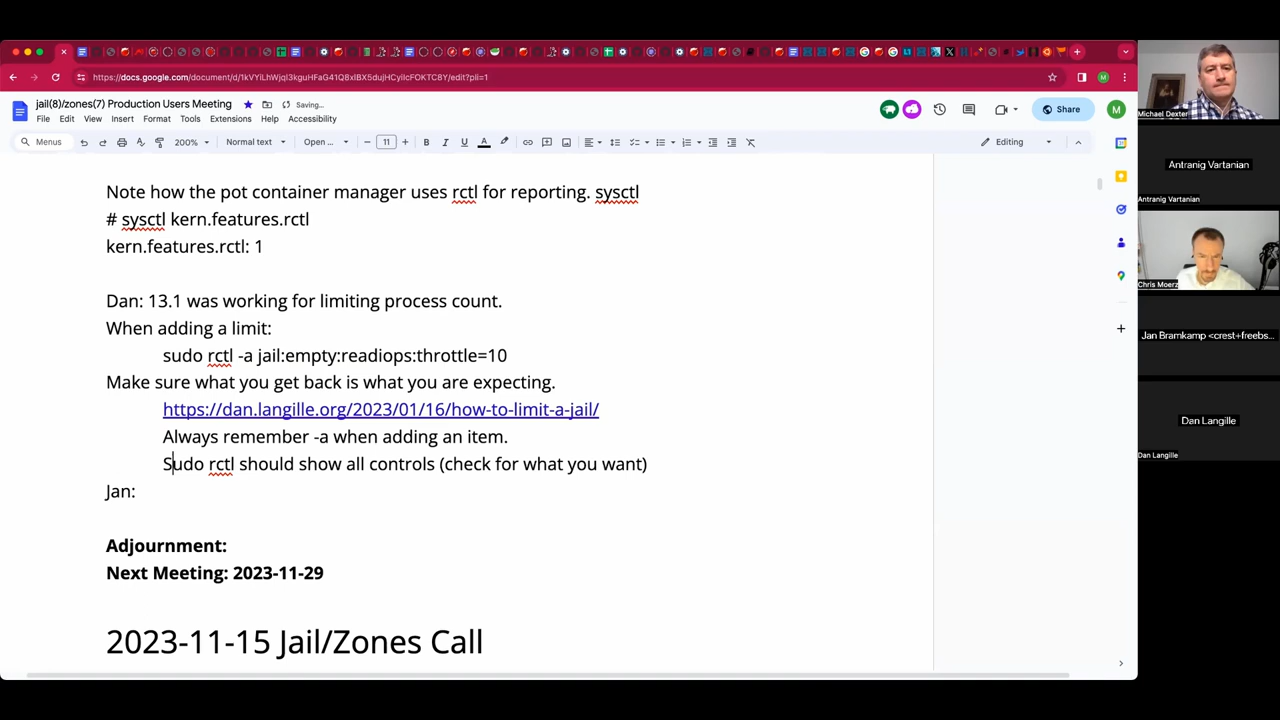 https://docs.google.com/document/d/1kVYiLhWjqI3kguHFaG41Q8xIBX5dujHCyiIcFOKTC8Y/edit?pli=1
jail(8)/zones(7) Production Users Meeting
Saving...
File Edit View Insert Format Tools Extensions Help Accessibility
Share
M
Menus
200%
Normal text
Open ...
11
Editing
Note how the pot container manager uses rctl for reporting. sysctl
# sysctl kern.features.rctl
kern.features.rctl: 1
Dan: 13.1 was working for limiting process count.
When adding a limit:
sudo rctl -a jail:empty:readiops:throttle=10
Make sure what you get back is what you are expecting.
https://dan.langille.org/2023/01/16/how-to-limit-a-jail/
Always remember -a when adding an item.
Sudo rctl should show all controls (check for what you want)
Jan:
Adjournment:
Next Meeting: 2023-11-29
2023-11-15 Jail/Zones Call
Michael Dexter
Antranig Vartanian
Antranig Vartanian
Chris Moerz
Jan Bramkamp <crest+freebs...
Dan Langille
Dan Langille